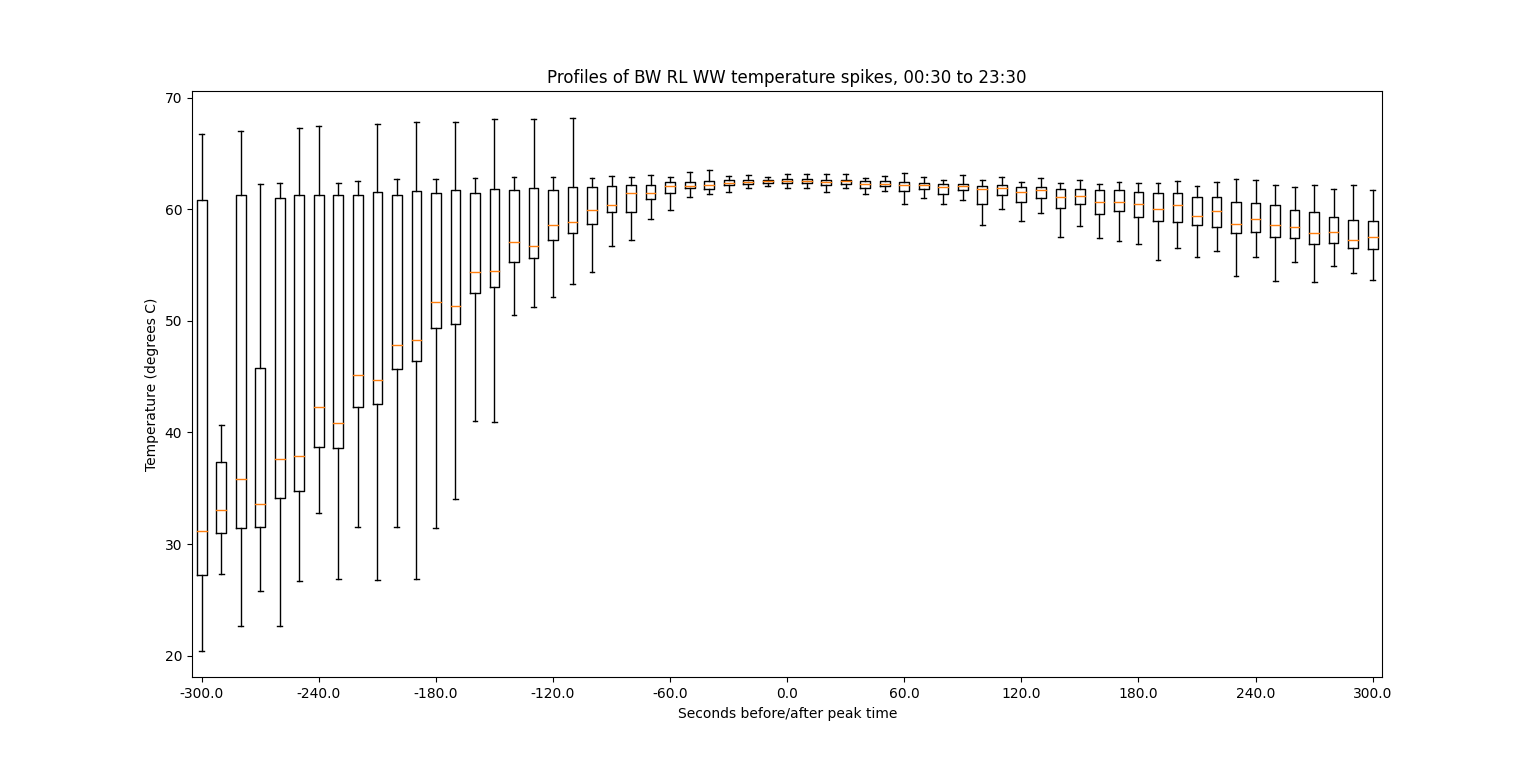 Profiles of BW RL WW temperature spikes, 00:30 to 23:30
70
60
50
40
30
20
Temperature (degrees C)
-300.0 -240.0 -180.0 -120.0 -60.0 0.0 60.0 120.0 180.0 240.0 300.0
Seconds before/after peak time